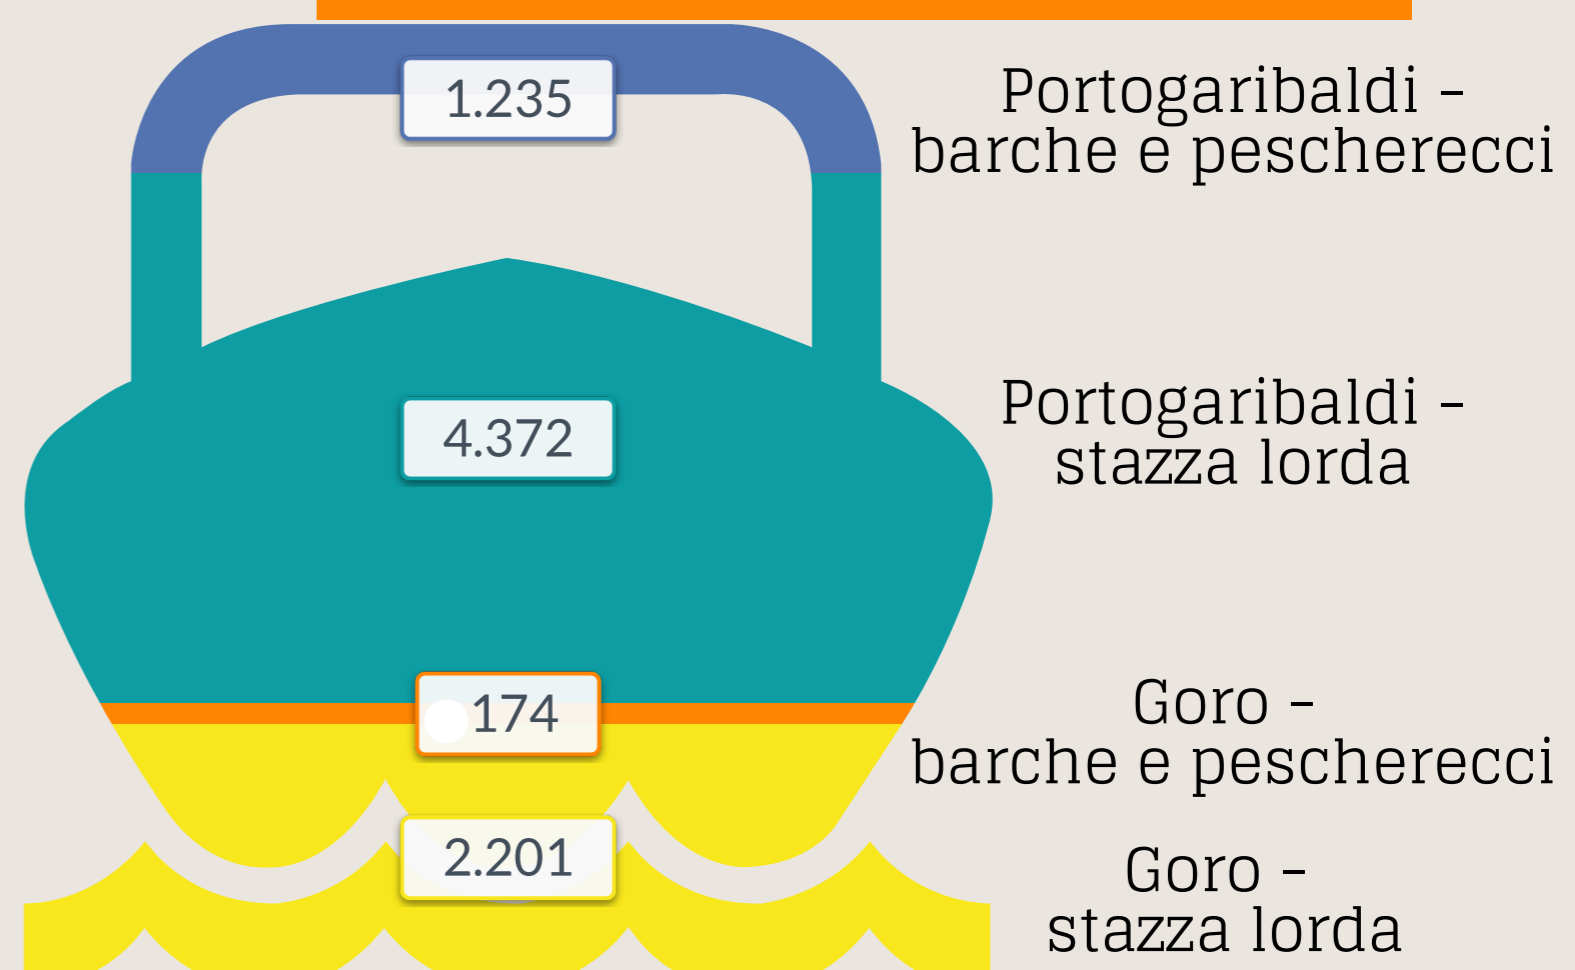 1.235
Portogaribaldi –
barche e pescherecci
4.372
Portogaribaldi –
stazza lorda
174
Goro –
barche e pescherecci
2.201
Goro –
stazza lorda